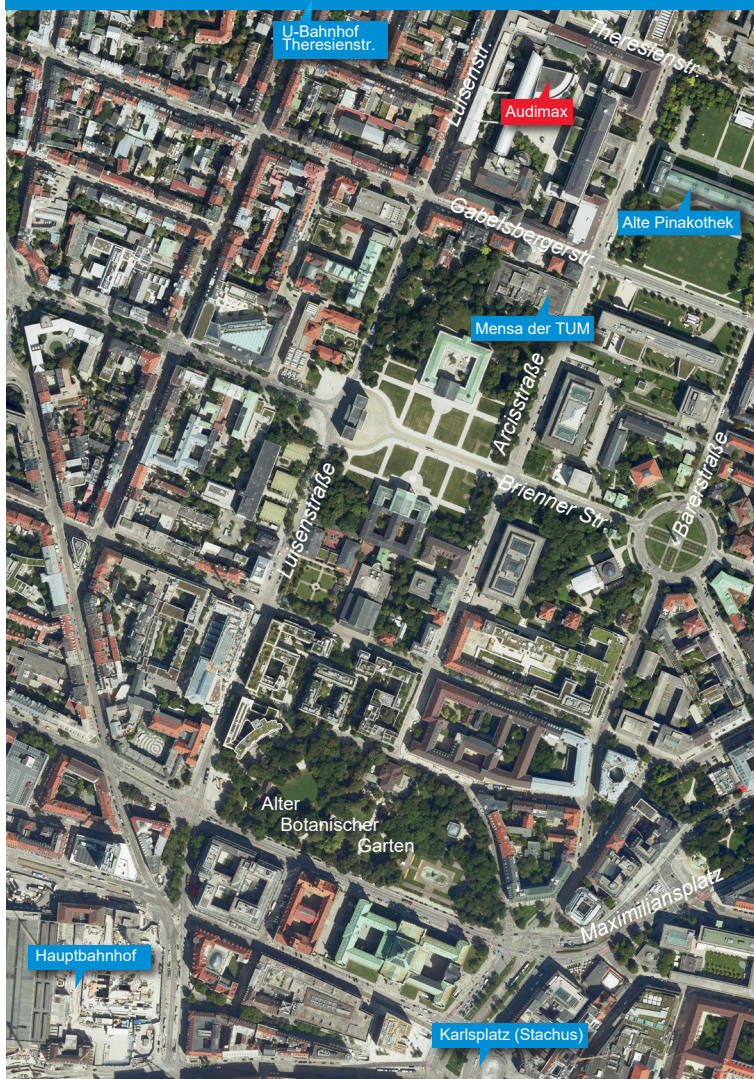 U-Bahnhof
Theresienstr.
Luisenstr.
Theresienstr.
Audimax
Gabelsbergerstr.
Alte Pinakothek
Mensa der TUM
Arcisstraße
Luisenstraße
Brienner Str
Barerstraße
Alter
Botanischer
Garten
Maximiliansplatz
Hauptbahnhof
Karlsplatz (Stachus)